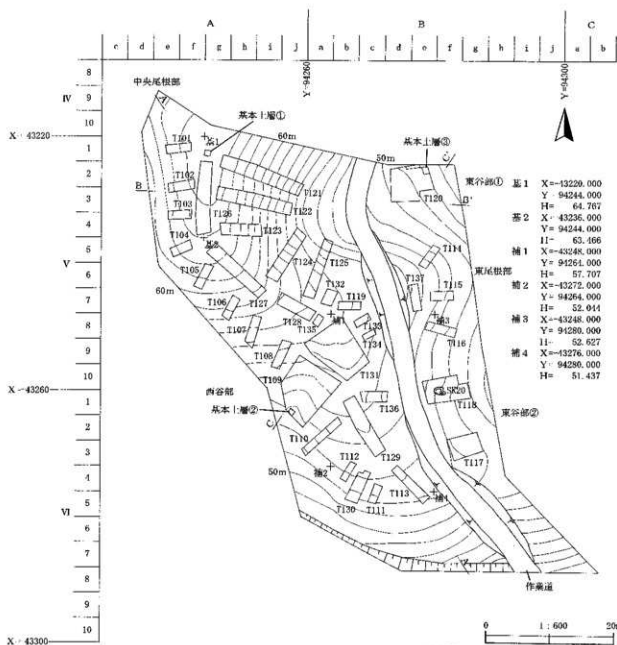 A
B
C
c d e f g h i j a b c d e f g h i j a b
Y=94260
Y=94300
8
IV 9
10
X -43220
1
2
3
4
V 5
6
7
8
9
10
X -43260
1
2
3
4
VI 5
6
7
8
9
10
X -43300
中央尾根部
基本土層①
60m
50m
基本土層③
東谷部①
T101
基1
T102
T103
T104
T105
T126
T121
T122
T123
T120
A
B
B'
C'
基2
T124
T125
T132
T119
T114
T137
T115
東尾根部
60m
T106
T107
T127
T128
T135
補1
T133
T134
補3
T116
T108
T109
T131
SK20
T118
西谷部
基本土層②
C
T136
東谷部②
T110
T129
T117
50m
補2
T112
T113
補4
T130
T111
作業道
基1 X=-43220.000
Y= 94244.000
H= 64.767
基2 X=-43236.000
Y= 94244.000
H= 63.466
補1 X=-43248.000
Y= 94264.000
H= 57.707
補2 X=-43272.000
Y= 94264.000
H= 52.044
補3 X=-43248.000
Y= 94280.000
H= 52.627
補4 X=-43276.000
Y= 94280.000
H= 51.437
0 1:600 20m